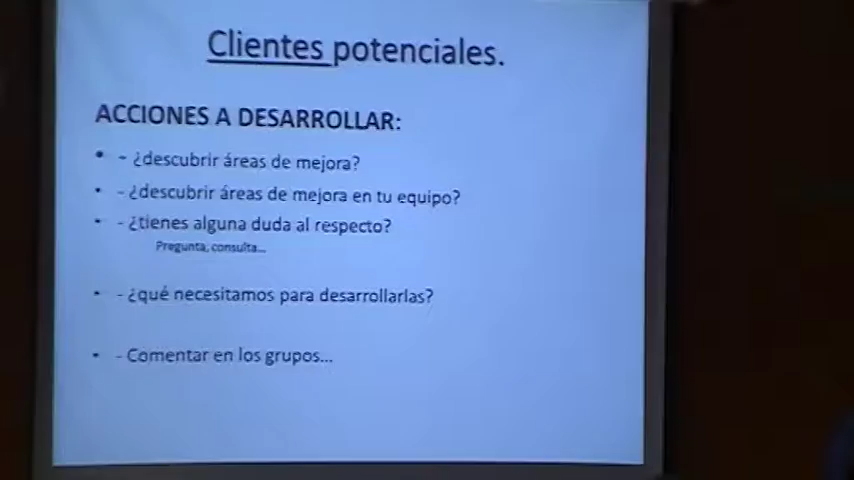 Clientes potenciales.
ACCIONES A DESARROLLAR:
• - ¿descubrir áreas de mejora?
• - ¿descubrir áreas de mejora en tu equipo?
• - ¿tienes alguna duda al respecto?
Pregunta, consulta...
• - ¿qué necesitamos para desarrollarlas?
• - Comentar en los grupos...